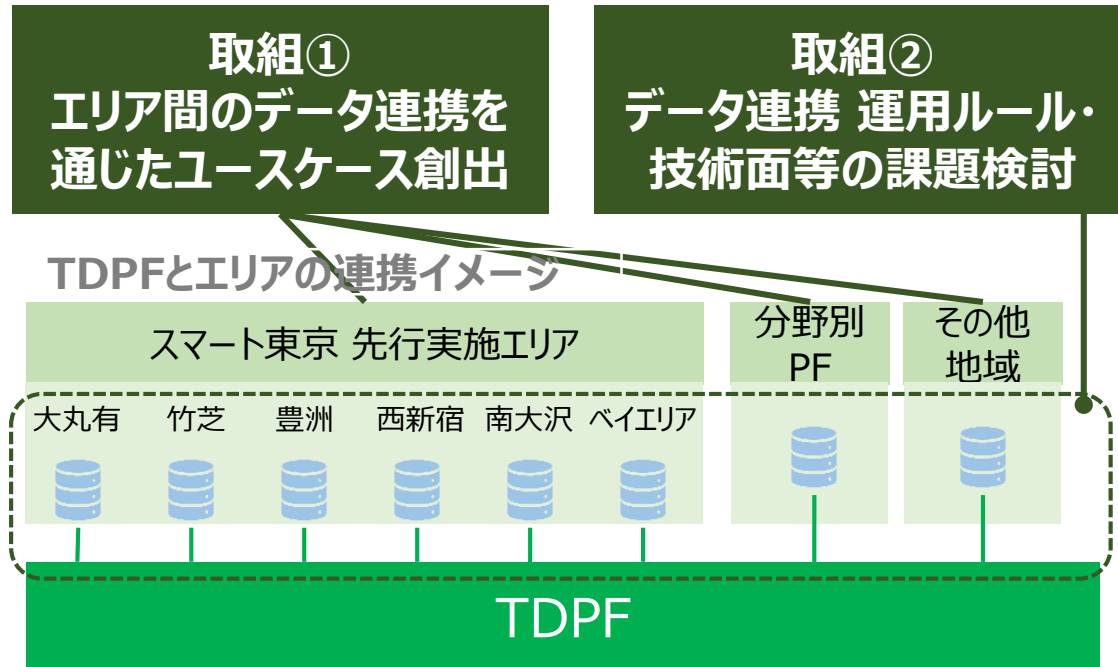 取組①
エリア間のデータ連携を
通じたユースケース創出
取組②
データ連携 運用ルール・
技術面等の課題検討
TDPFとエリアの連携イメージ
スマート東京 先行実施エリア
分野別
PF
その他
地域
大丸有
竹芝
豊洲
西新宿
南大沢
ベイエリア
TDPF